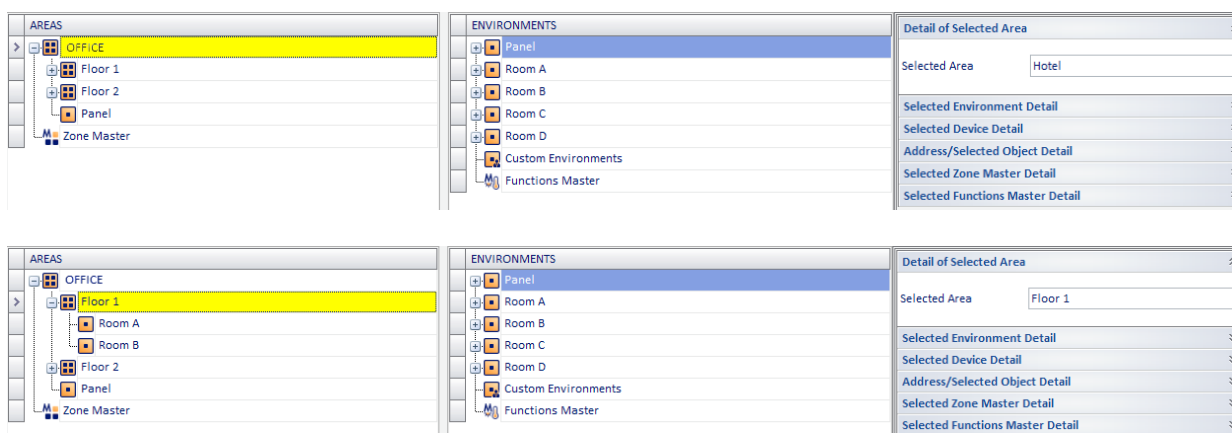 AREAS
OFFICE
Floor 1
Floor 2
Panel
Zone Master
ENVIRONMENTS
Panel
Room A
Room B
Room C
Room D
Custom Environments
Functions Master
Detail of Selected Area
Selected Area Hotel
Selected Environment Detail
Selected Device Detail
Address/Selected Object Detail
Selected Zone Master Detail
Selected Functions Master Detail
AREAS
OFFICE
Floor 1
Room A
Room B
Floor 2
Panel
Zone Master
ENVIRONMENTS
Panel
Room A
Room B
Room C
Room D
Custom Environments
Functions Master
Detail of Selected Area
Selected Area Floor 1
Selected Environment Detail
Selected Device Detail
Address/Selected Object Detail
Selected Zone Master Detail
Selected Functions Master Detail